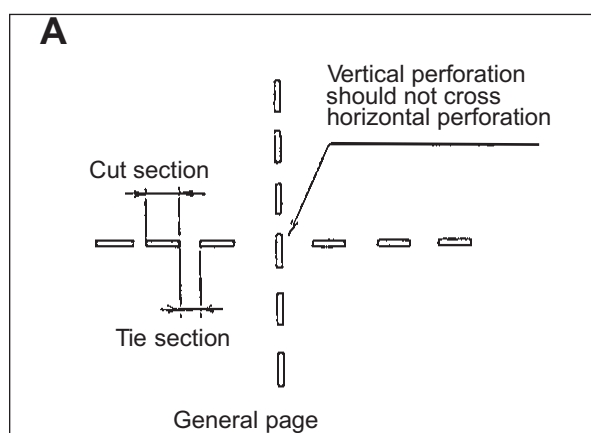 A
Vertical perforation
should not cross
horizontal perforation
Cut section
Tie section
General page